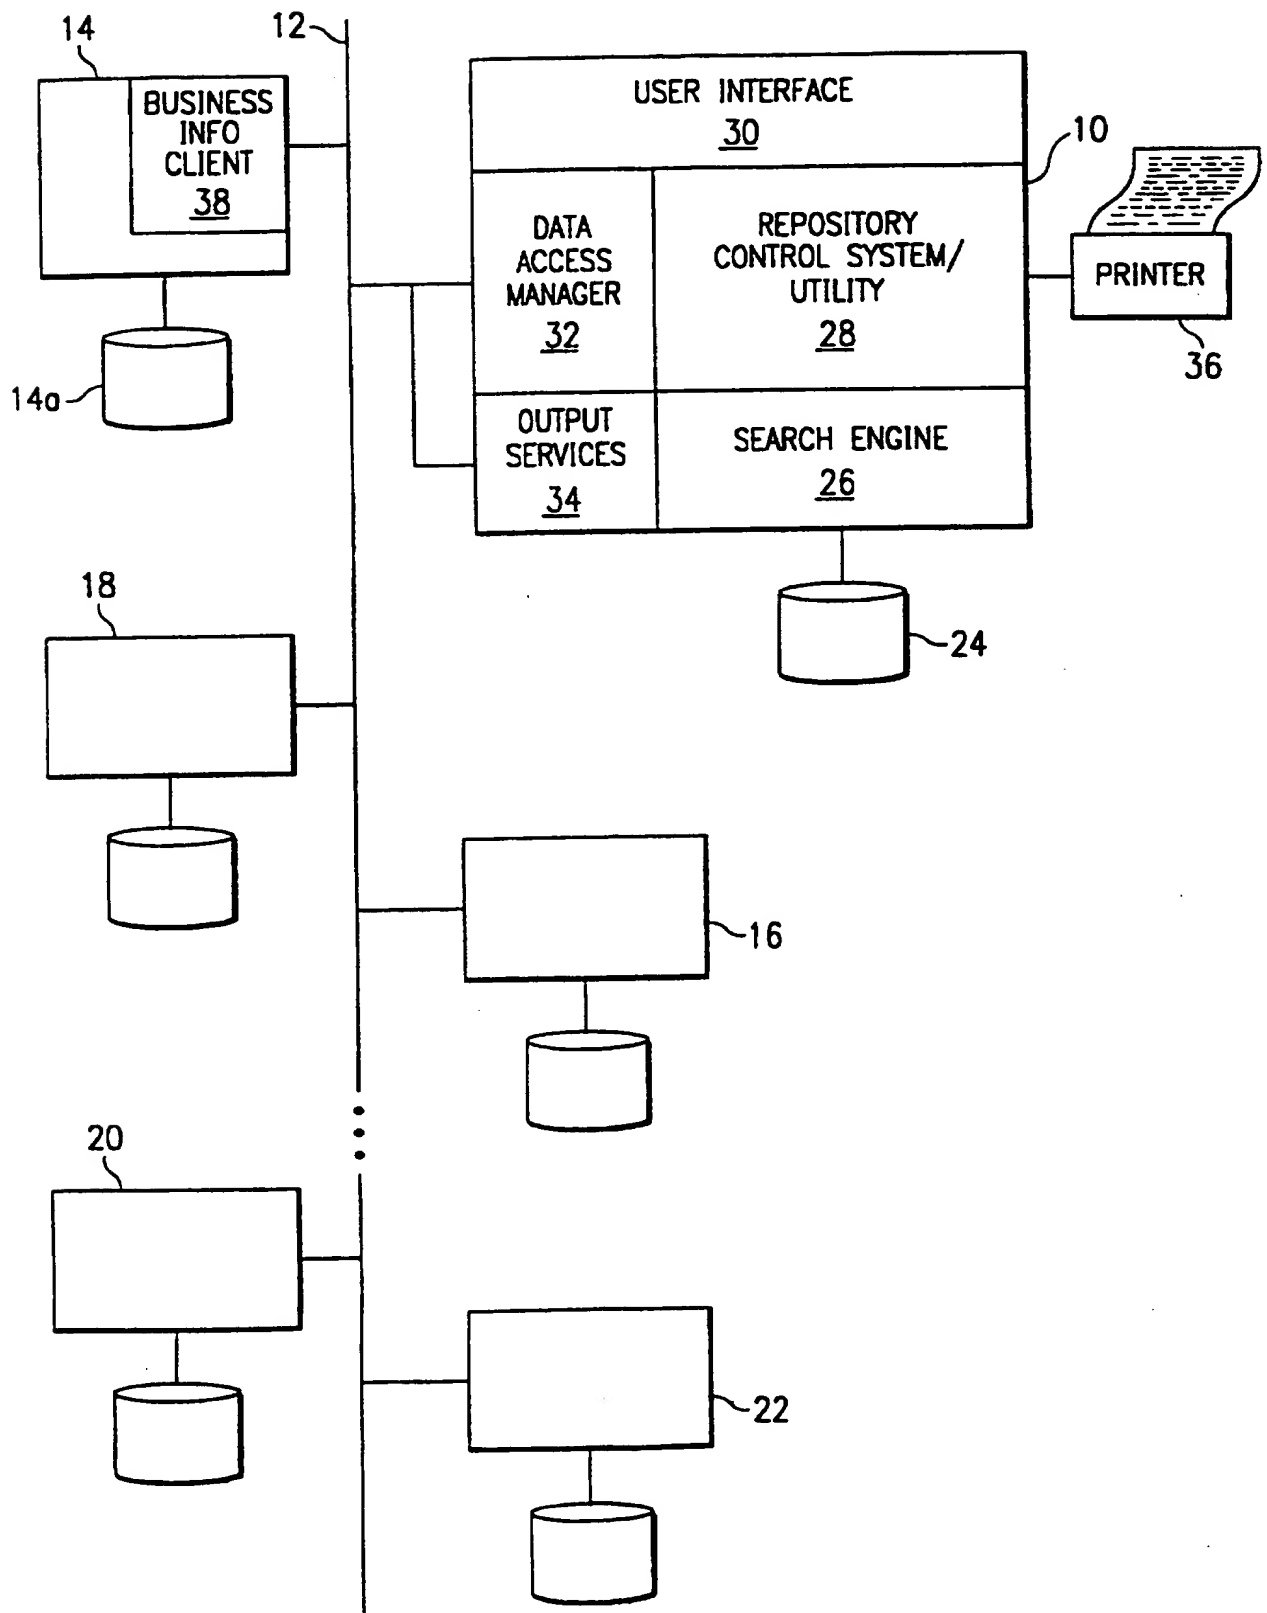 12
14
BUSINESS
INFO
CLIENT
38
14a
USER INTERFACE
30
10
DATA
ACCESS
MANAGER
32
REPOSITORY
CONTROL SYSTEM/
UTILITY
28
PRINTER
36
OUTPUT
SERVICES
34
SEARCH ENGINE
26
24
18
16
20
22